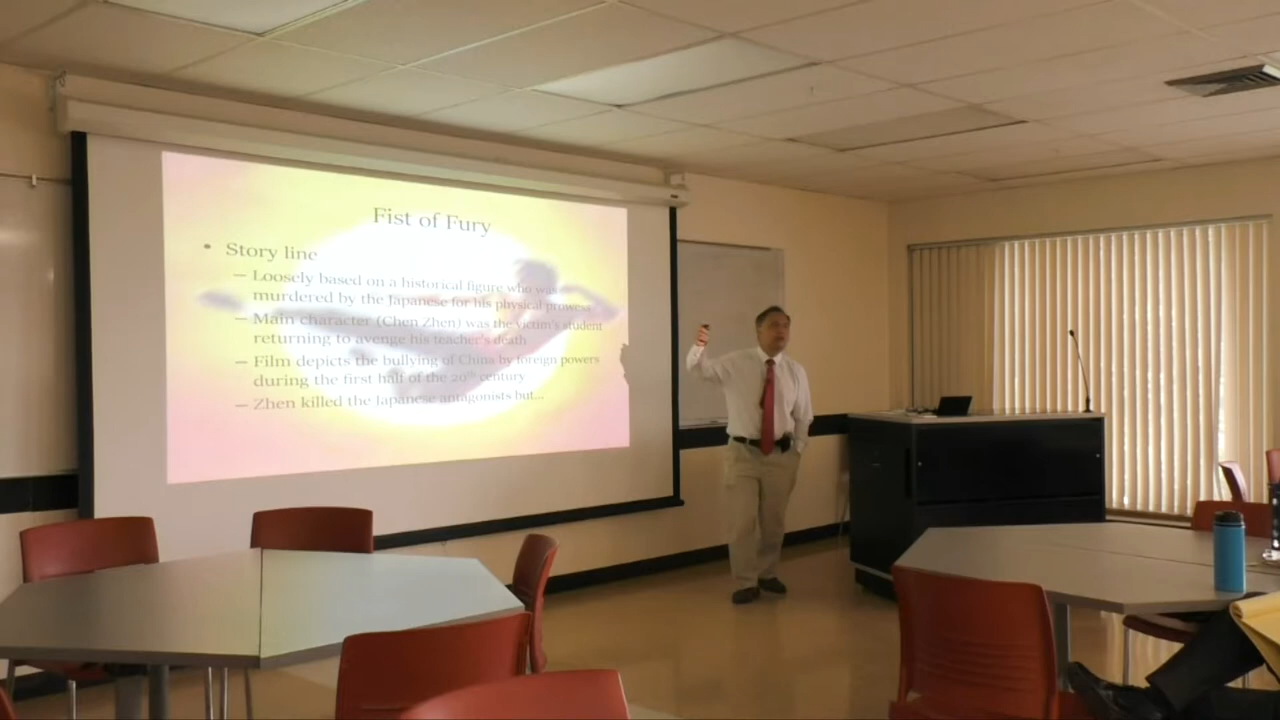 Fist of Fury
• Story line
– Loosely based on a historical figure who was
murdered by the Japanese for his physical prowess
– Main character (Chen Zhen) was the victim's student
returning to avenge his teacher's death
– Film depicts the bullying of China by foreign powers
during the first half of the 20th century
– Zhen killed the Japanese antagonists but...